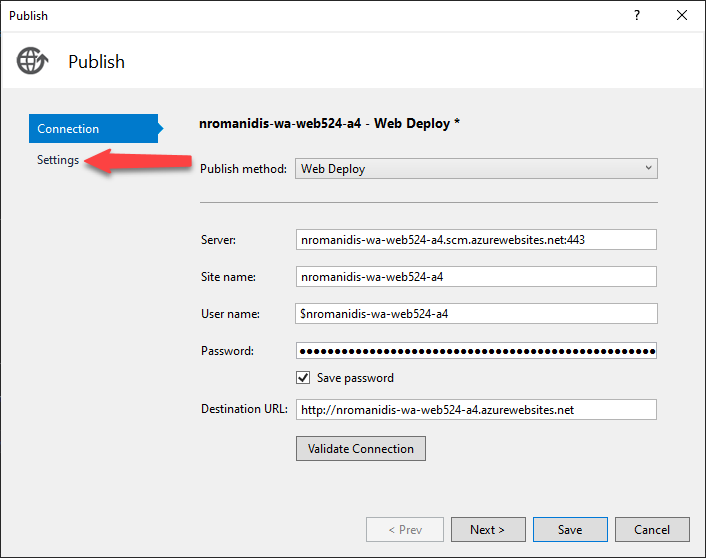 Publish
?
Publish
Connection
Settings
nromanidis-wa-web524-a4 - Web Deploy *
Publish method: Web Deploy
Server: nromanidis-wa-web524-a4.scm.azurewebsites.net:443
Site name: nromanidis-wa-web524-a4
User name: $nromanidis-wa-web524-a4
Password:
Save password
Destination URL: http://nromanidis-wa-web524-a4.azurewebsites.net
Validate Connection
< Prev Next > Save Cancel